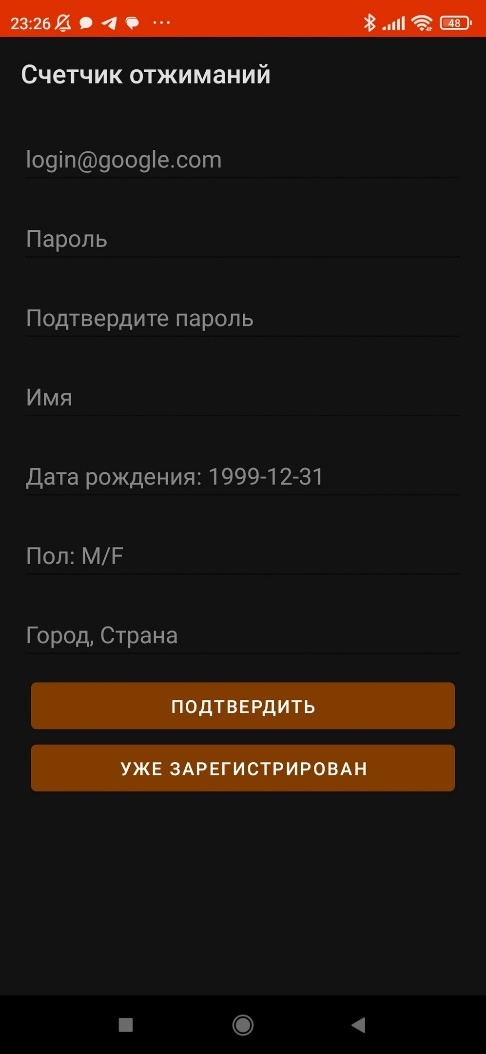 23:26
48
Счетчик отжиманий
login@google.com
Пароль
Подтвердите пароль
Имя
Дата рождения: 1999-12-31
Пол: M/F
Город, Страна
ПОДТВЕРДИТЬ
УЖЕ ЗАРЕГИСТРИРОВАН